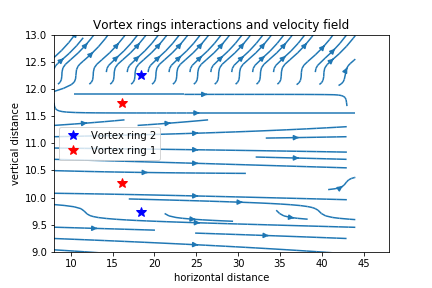 Vortex rings interactions and velocity field
vertical distance
13.0
12.5
12.0
11.5
11.0
10.5
10.0
9.5
9.0
Vortex ring 2
Vortex ring 1
10 15 20 25 30 35 40 45
horizontal distance